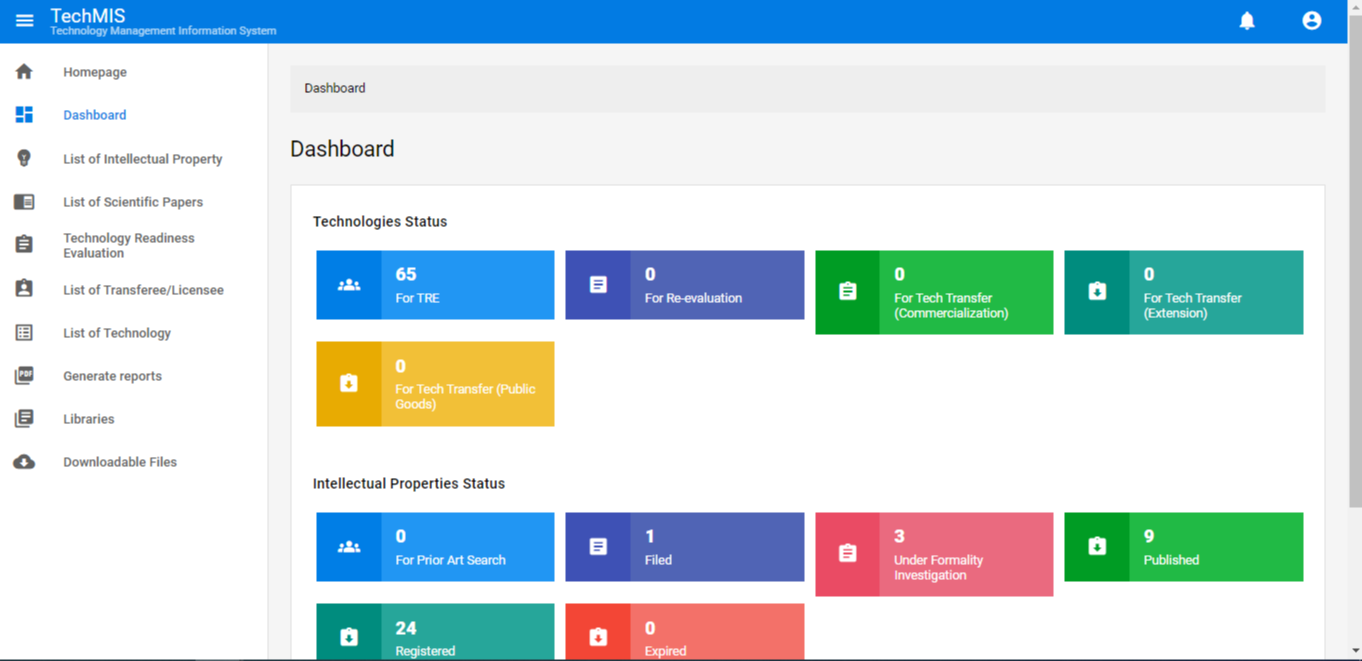 TechMIS
Technology Management Information System
Homepage
Dashboard
List of Intellectual Property
List of Scientific Papers
Technology Readiness
Evaluation
List of Transferee/Licensee
List of Technology
Generate reports
PDF
Libraries
Downloadable Files
Dashboard
Dashboard
Technologies Status
65
For TRE
0
For Re-evaluation
0
For Tech Transfer
(Commercialization)
0
For Tech Transfer
(Extension)
0
For Tech Transfer (Public
Goods)
Intellectual Properties Status
0
For Prior Art Search
1
Filed
3
Under Formality
Investigation
9
Published
24
Registered
0
Expired